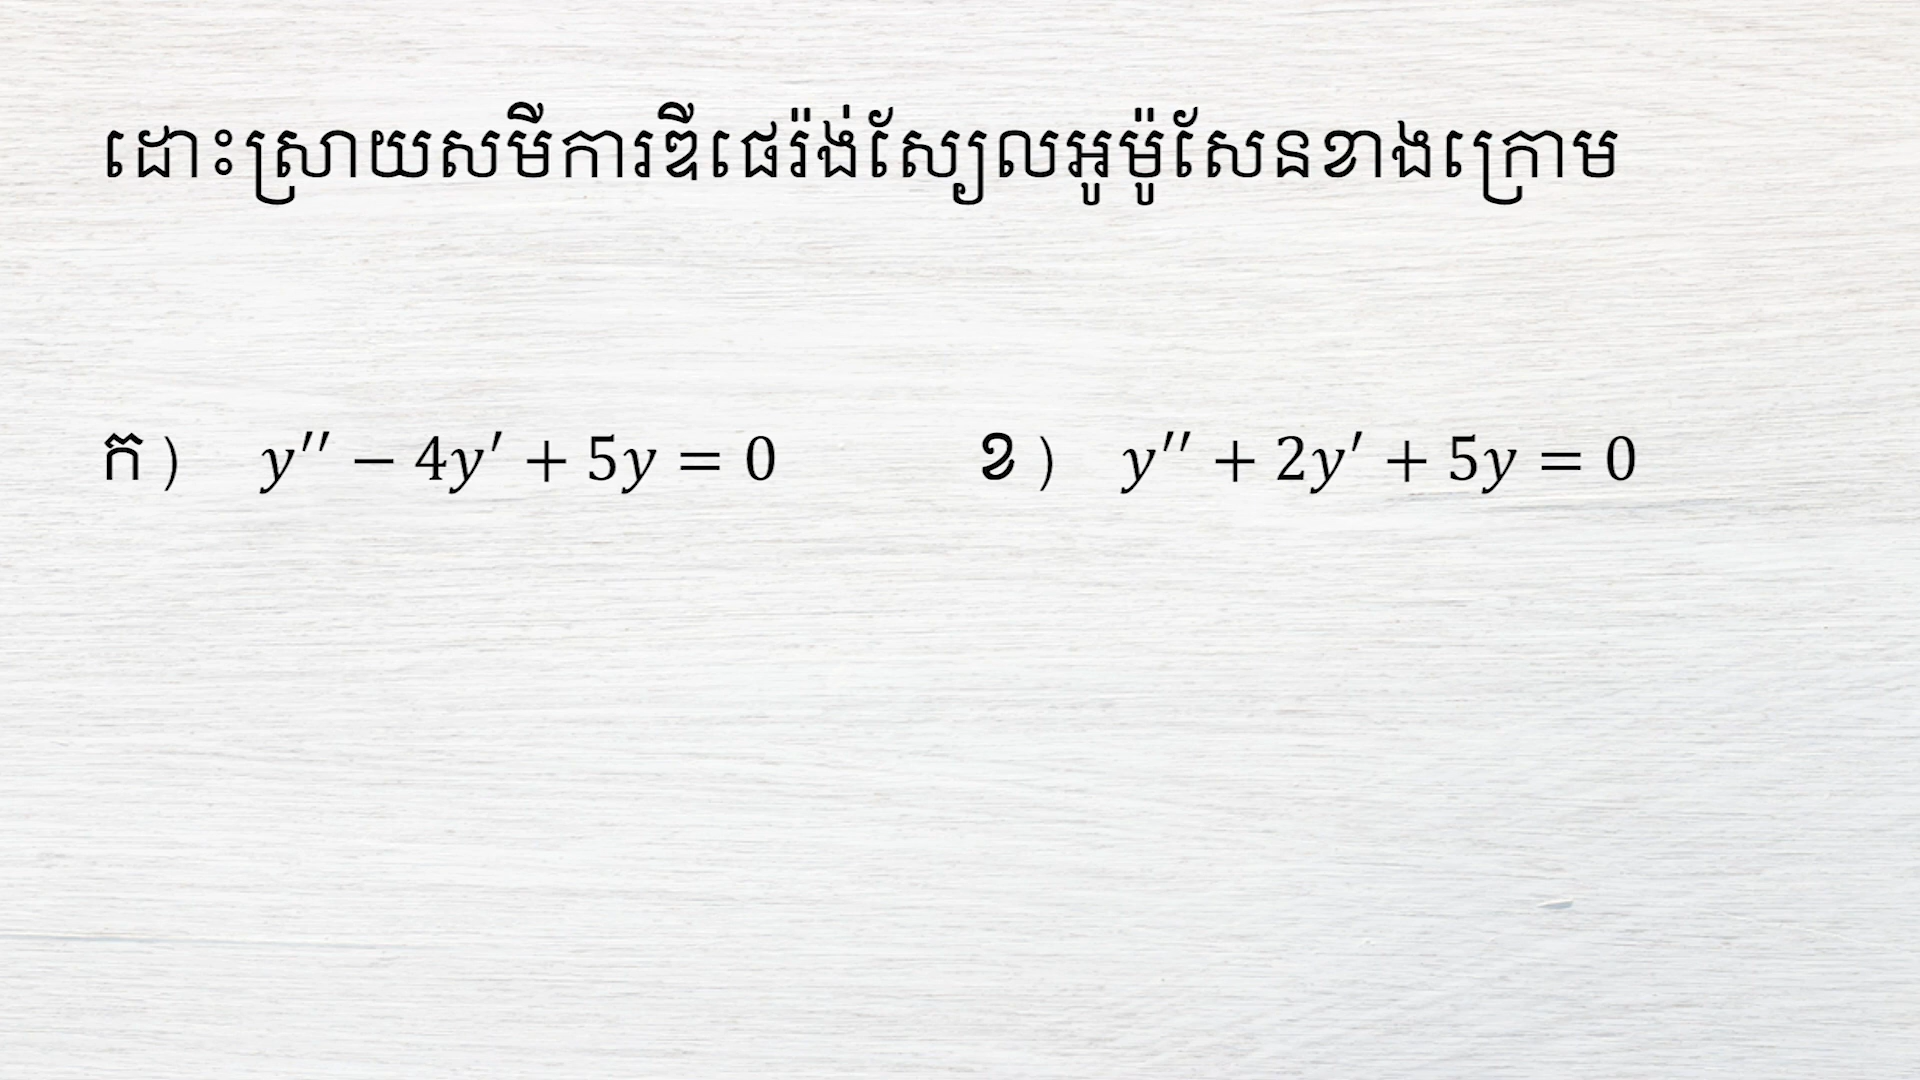 ដោះស្រាយសមីការឌីផេរ៉ង់ស្យែលអូម៉ូសែនខាងក្រោម
ក ) y′′ − 4y′ + 5y = 0 ខ ) y′′ + 2y′ + 5y = 0